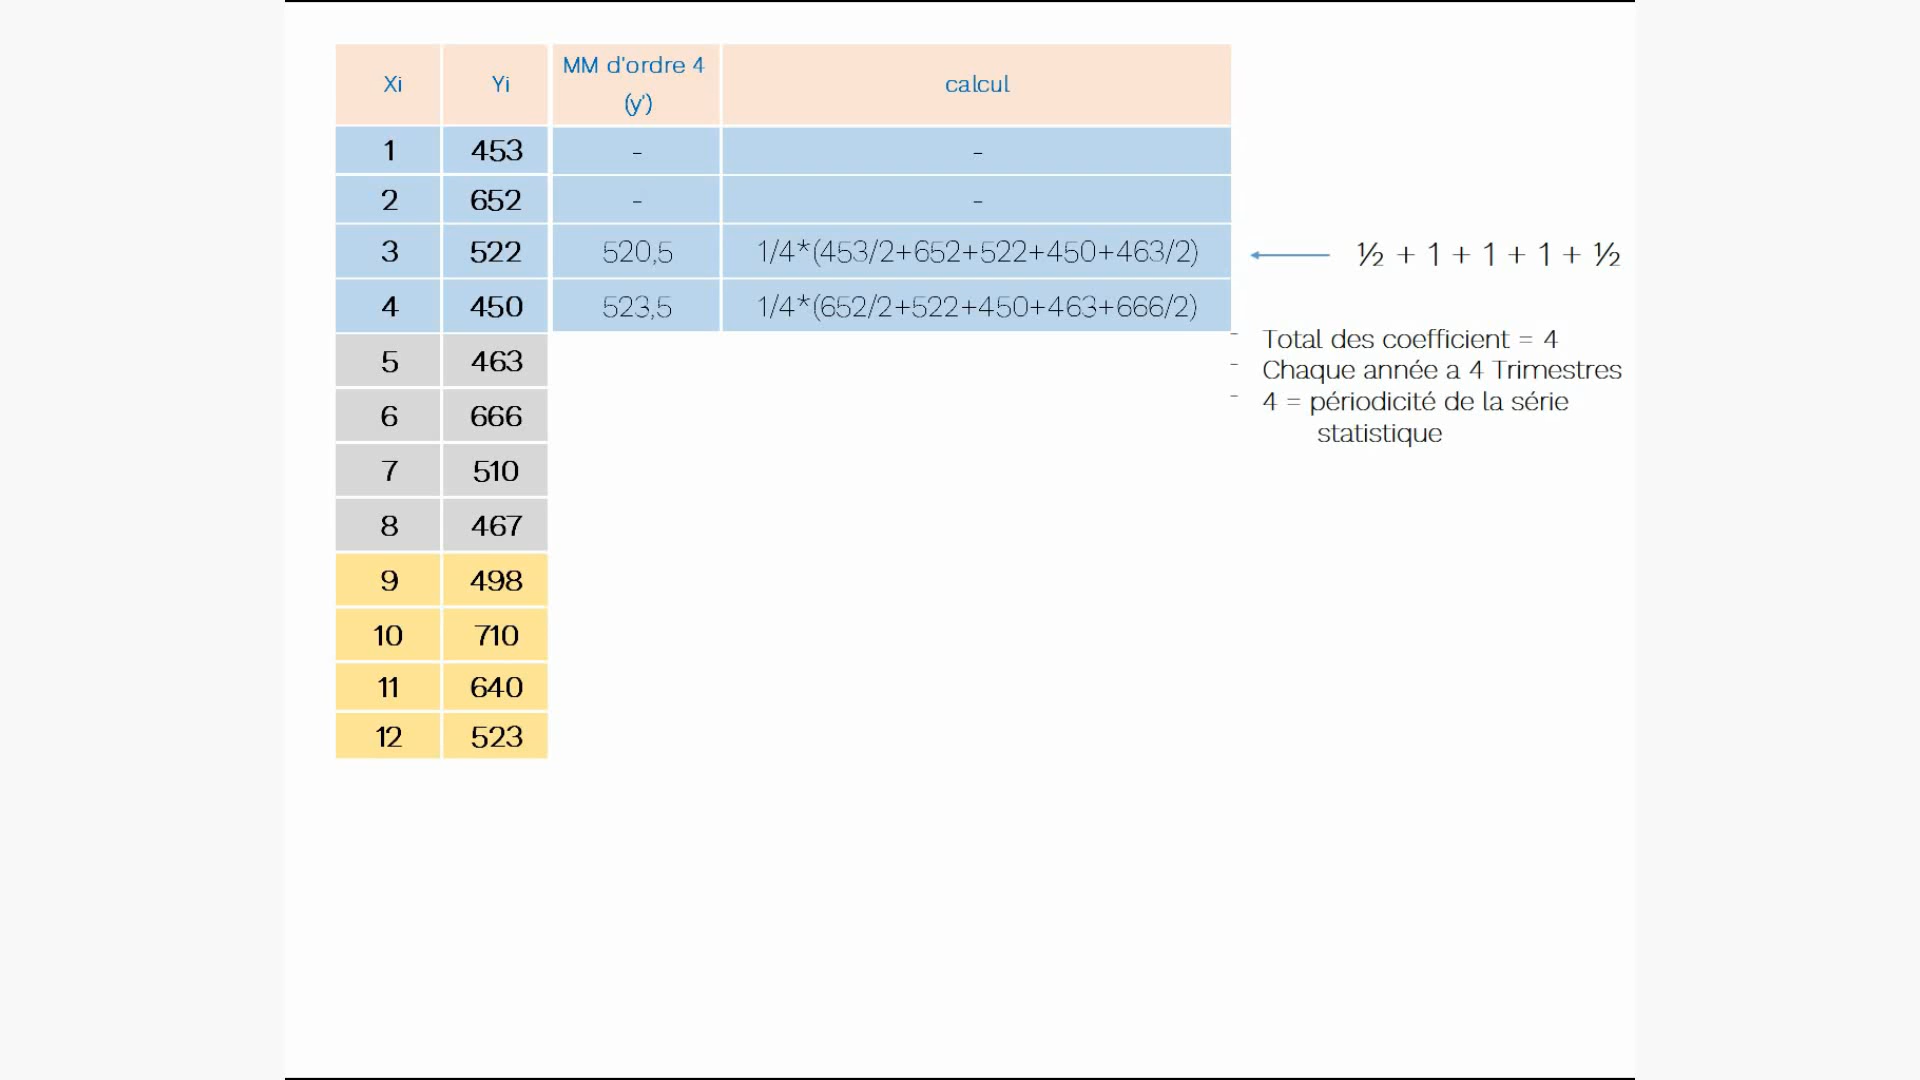 Xi Yi MM d'ordre 4 (y') calcul
1 453 - -
2 652 - -
3 522 520,5 1/4*(453/2+652+522+450+463/2)
½ + 1 + 1 + 1 + ½
4 450 523,5 1/4*(652/2+522+450+463+666/2)
- Total des coefficient = 4
- Chaque année a 4 Trimestres
- 4 = périodicité de la série
statistique
5 463
6 666
7 510
8 467
9 498
10 710
11 640
12 523